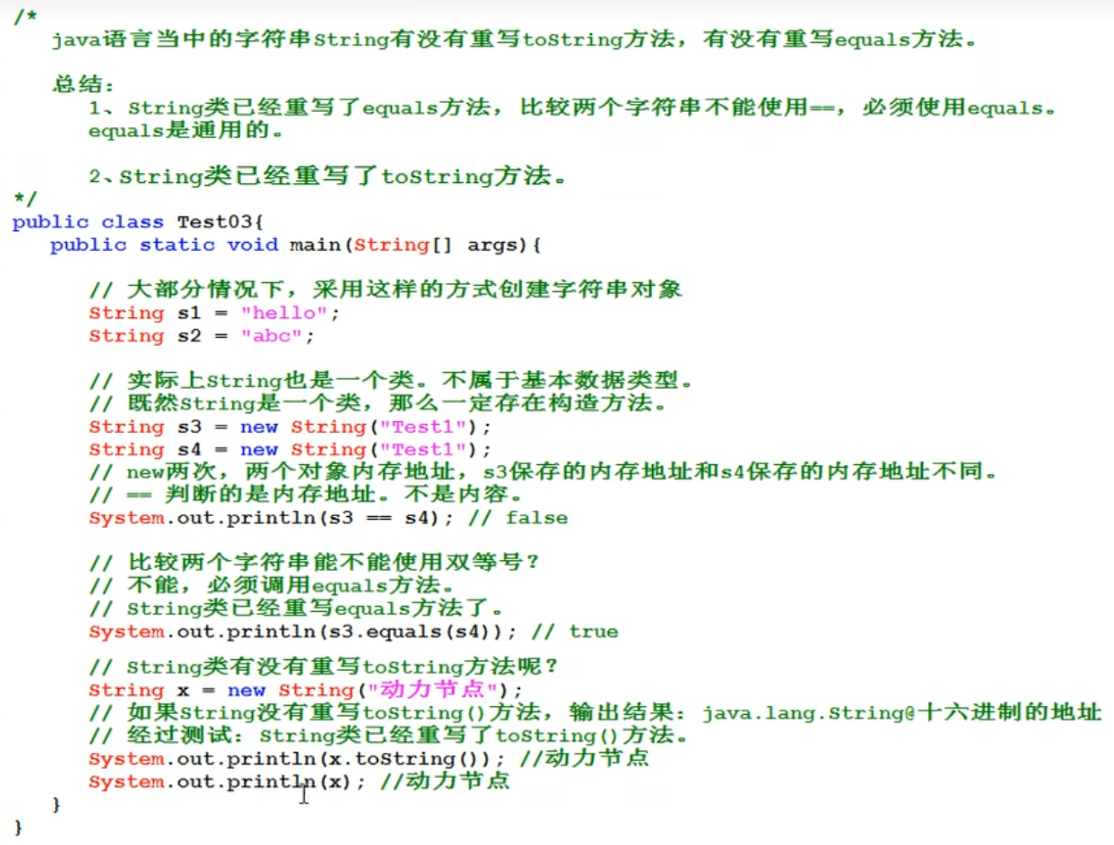 /*
java语言当中的字符串String有没有重写toString方法，有没有重写equals方法。
总结：
1、String类已经重写了equals方法，比较两个字符串不能使用==，必须使用equals。
equals是通用的。
2、String类已经重写了toString方法。
*/
public class Test03{
public static void main(String[] args){
// 大部分情况下，采用这样的方式创建字符串对象
String s1 = "hello";
String s2 = "abc";
// 实际上String也是一个类。不属于基本数据类型。
// 既然String是一个类，那么一定存在构造方法。
String s3 = new String("Test1");
String s4 = new String("Test1");
// new两次，两个对象内存地址，s3保存的内存地址和s4保存的内存地址不同。
// == 判断的是内存地址。不是内容。
System.out.println(s3 == s4); // false
// 比较两个字符串能不能使用双等号？
// 不能，必须调用equals方法。
// String类已经重写equals方法了。
System.out.println(s3.equals(s4)); // true
// String类有没有重写toString方法呢？
String x = new String("动力节点");
// 如果String没有重写toString()方法，输出结果：java.lang.String@十六进制的地址
// 经过测试：String类已经重写了toString()方法。
System.out.println(x.toString()); //动力节点
System.out.println(x); //动力节点
}
}